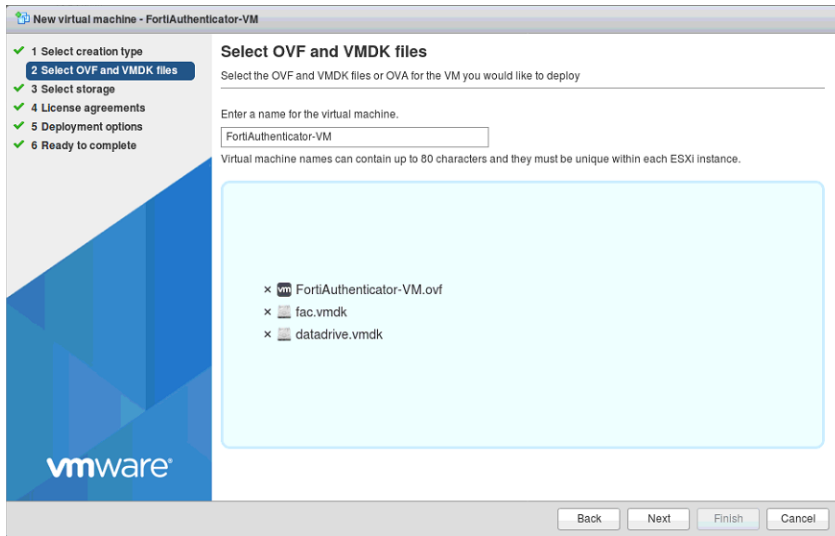 New virtual machine - FortiAuthenticator-VM
1 Select creation type
2 Select OVF and VMDK files
3 Select storage
4 License agreements
5 Deployment options
6 Ready to complete
Select OVF and VMDK files
Select the OVF and VMDK files or OVA for the VM you would like to deploy
Enter a name for the virtual machine.
FortiAuthenticator-VM
Virtual machine names can contain up to 80 characters and they must be unique within each ESXi instance.
× vm FortiAuthenticator-VM.ovf
× fac.vmdk
× datadrive.vmdk
vmware®
Back Next Finish Cancel